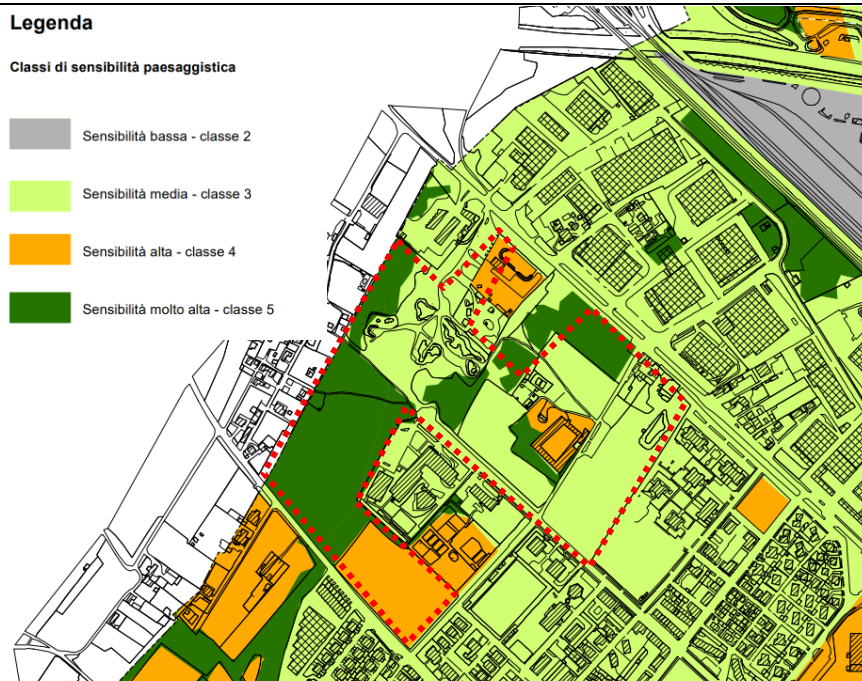 Legenda
Classi di sensibilità paesaggistica
Sensibilità bassa - classe 2
Sensibilità media - classe 3
Sensibilità alta - classe 4
Sensibilità molto alta - classe 5